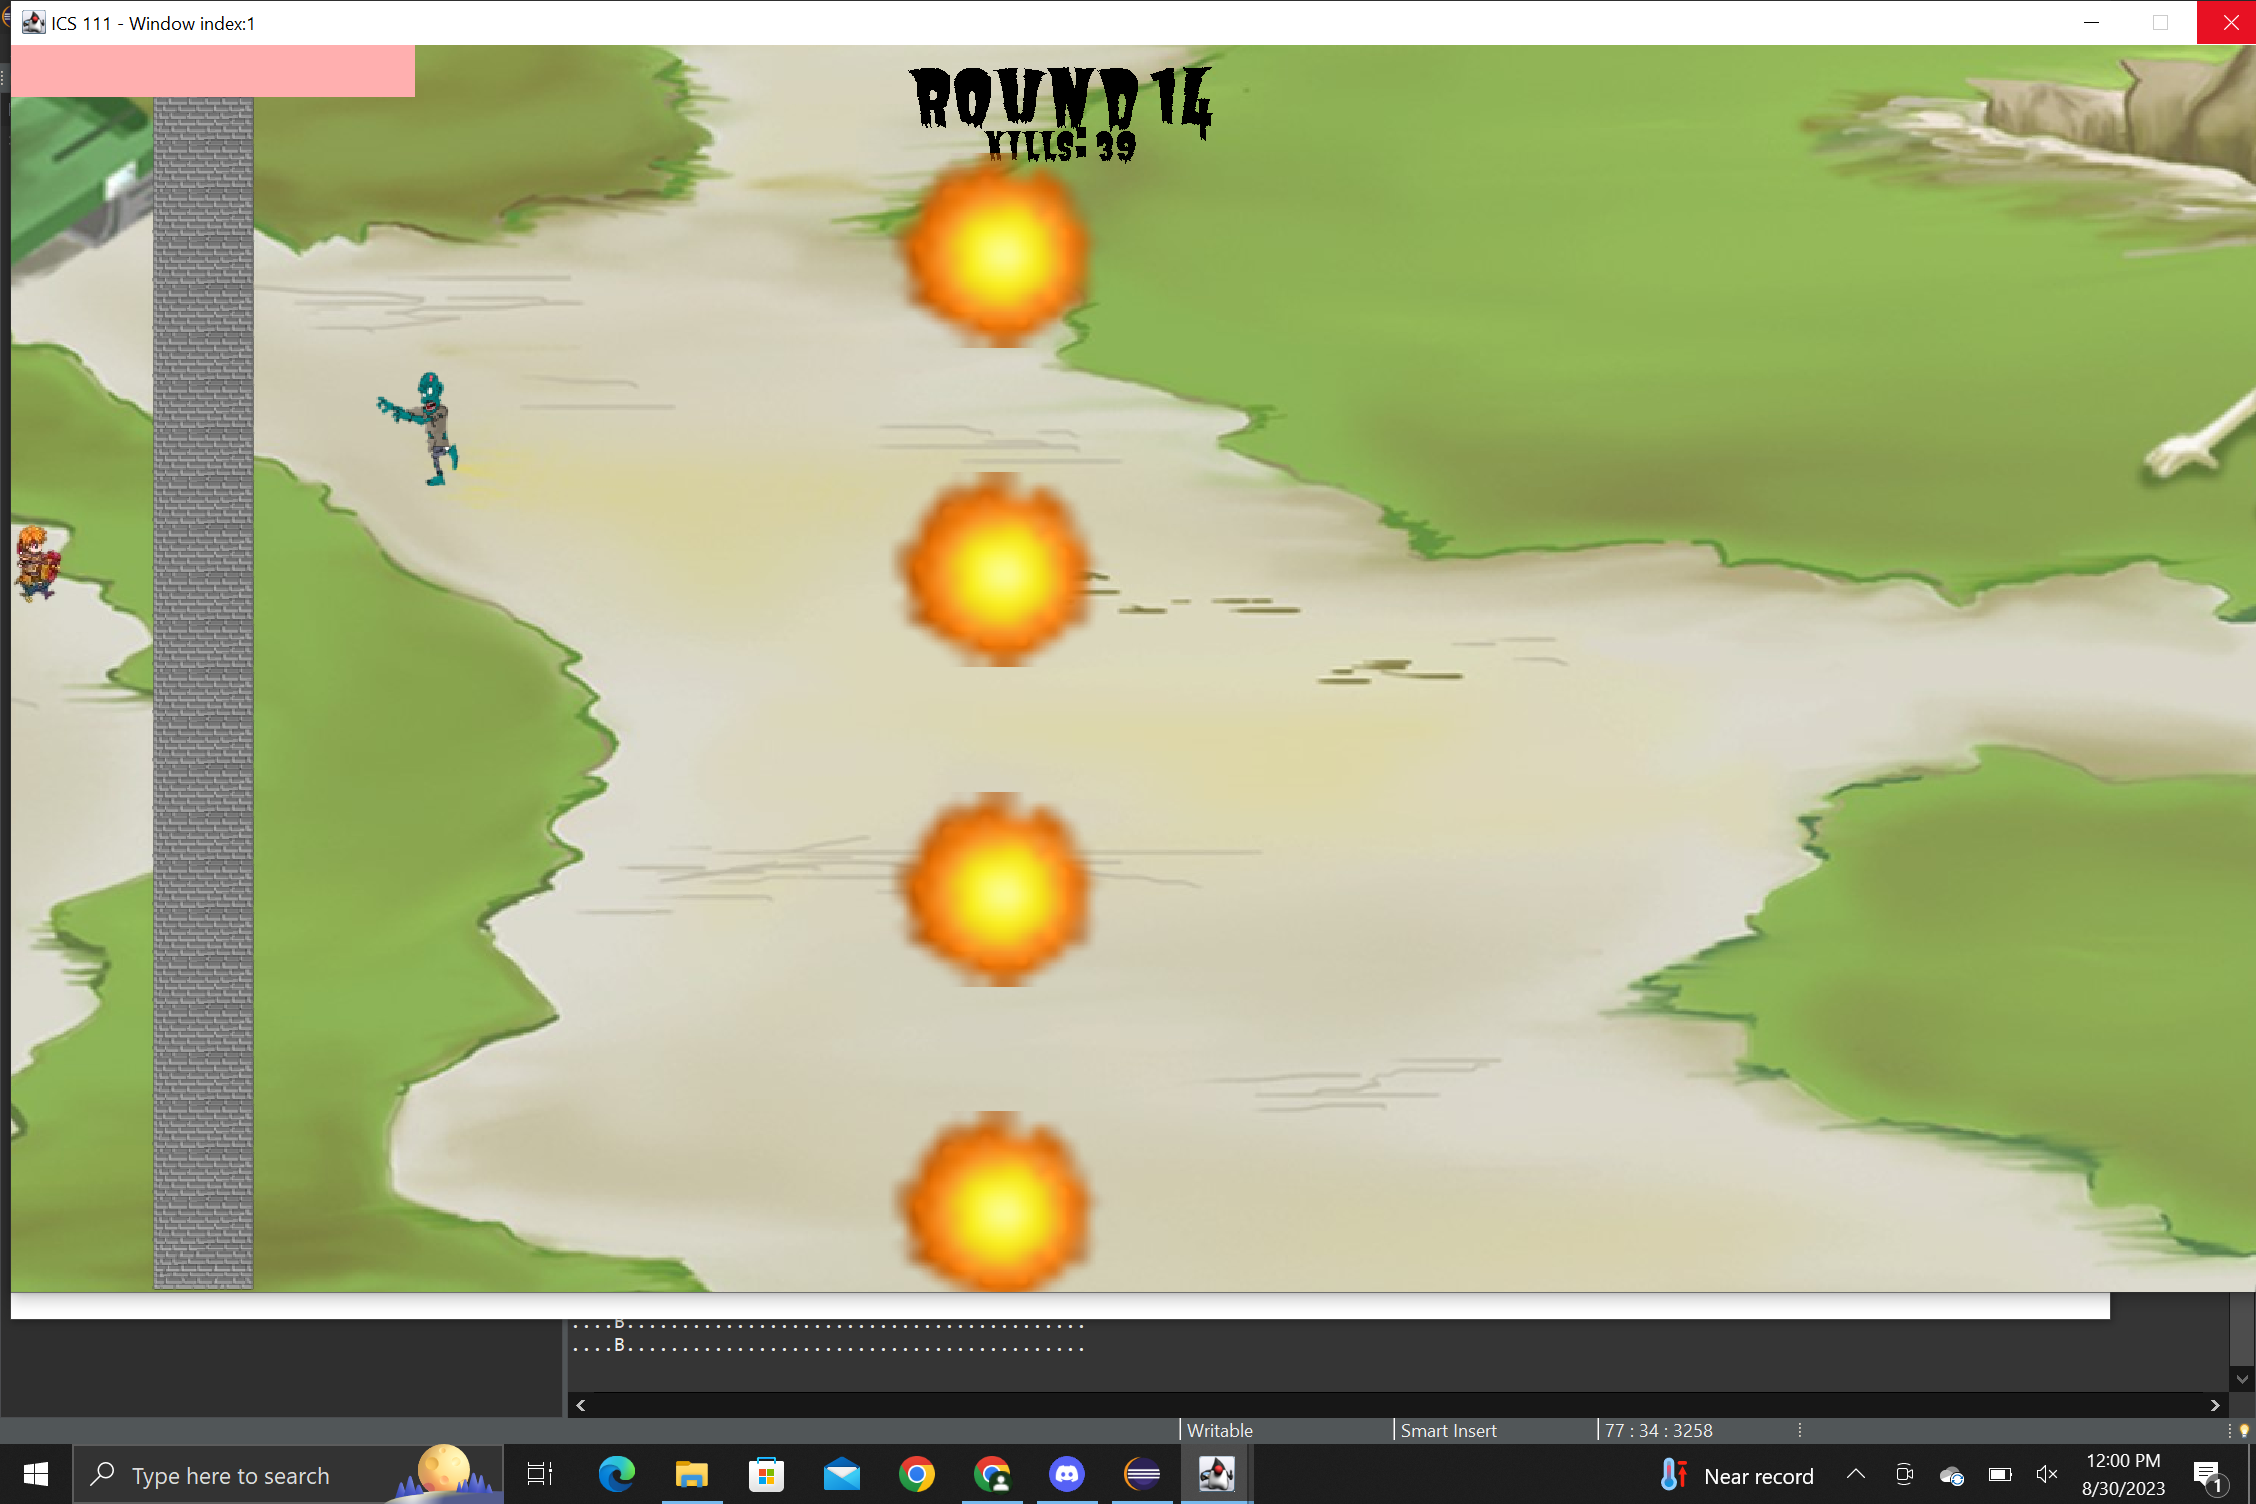 ICS 111 - Window index:1
ROUND 14
KILLS: 39
....B..........................................
....B..........................................
Writable
Smart Insert
77 : 34 : 3258
Type here to search
Near record
12:00 PM
8/30/2023
1